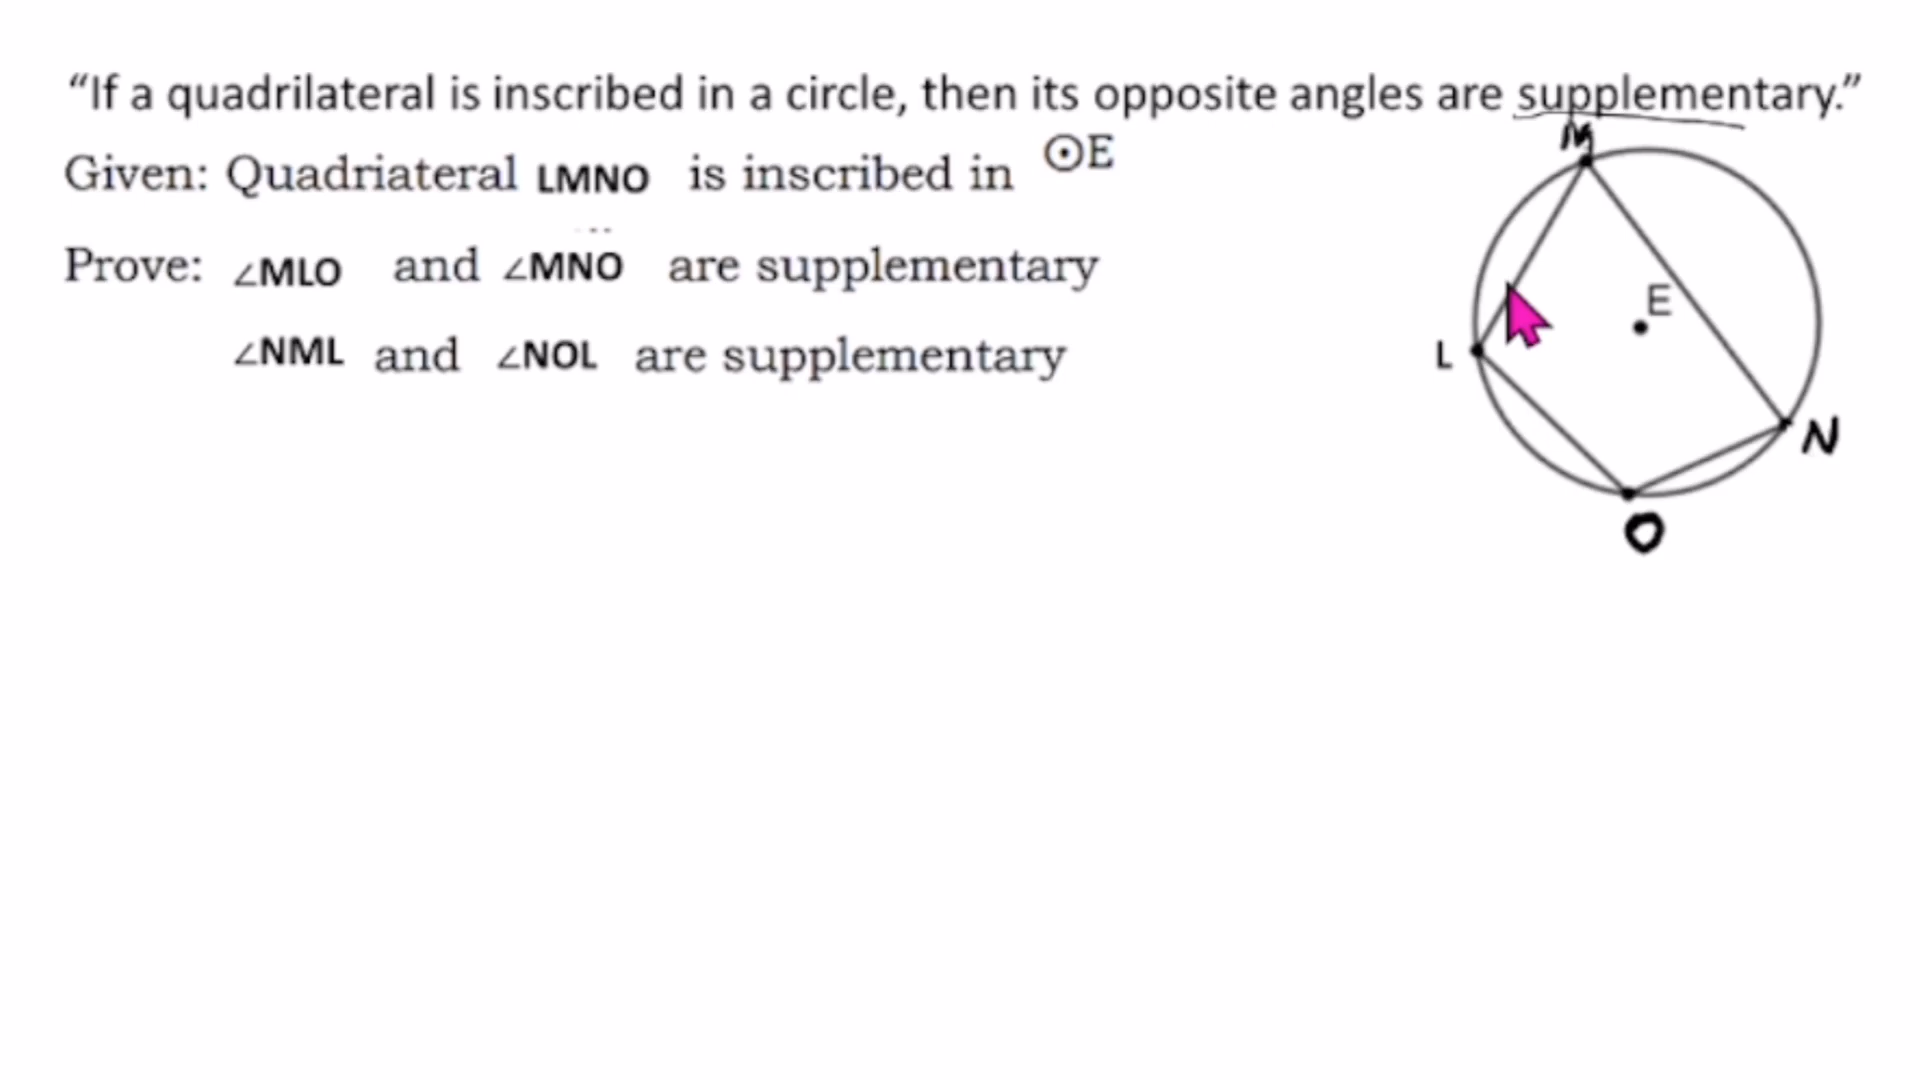 “If a quadrilateral is inscribed in a circle, then its opposite angles are supplementary.”
Given: Quadriateral LMNO is inscribed in ⊙E
Prove: ∠MLO and ∠MNO are supplementary
∠NML and ∠NOL are supplementary
M
E
L
N
O